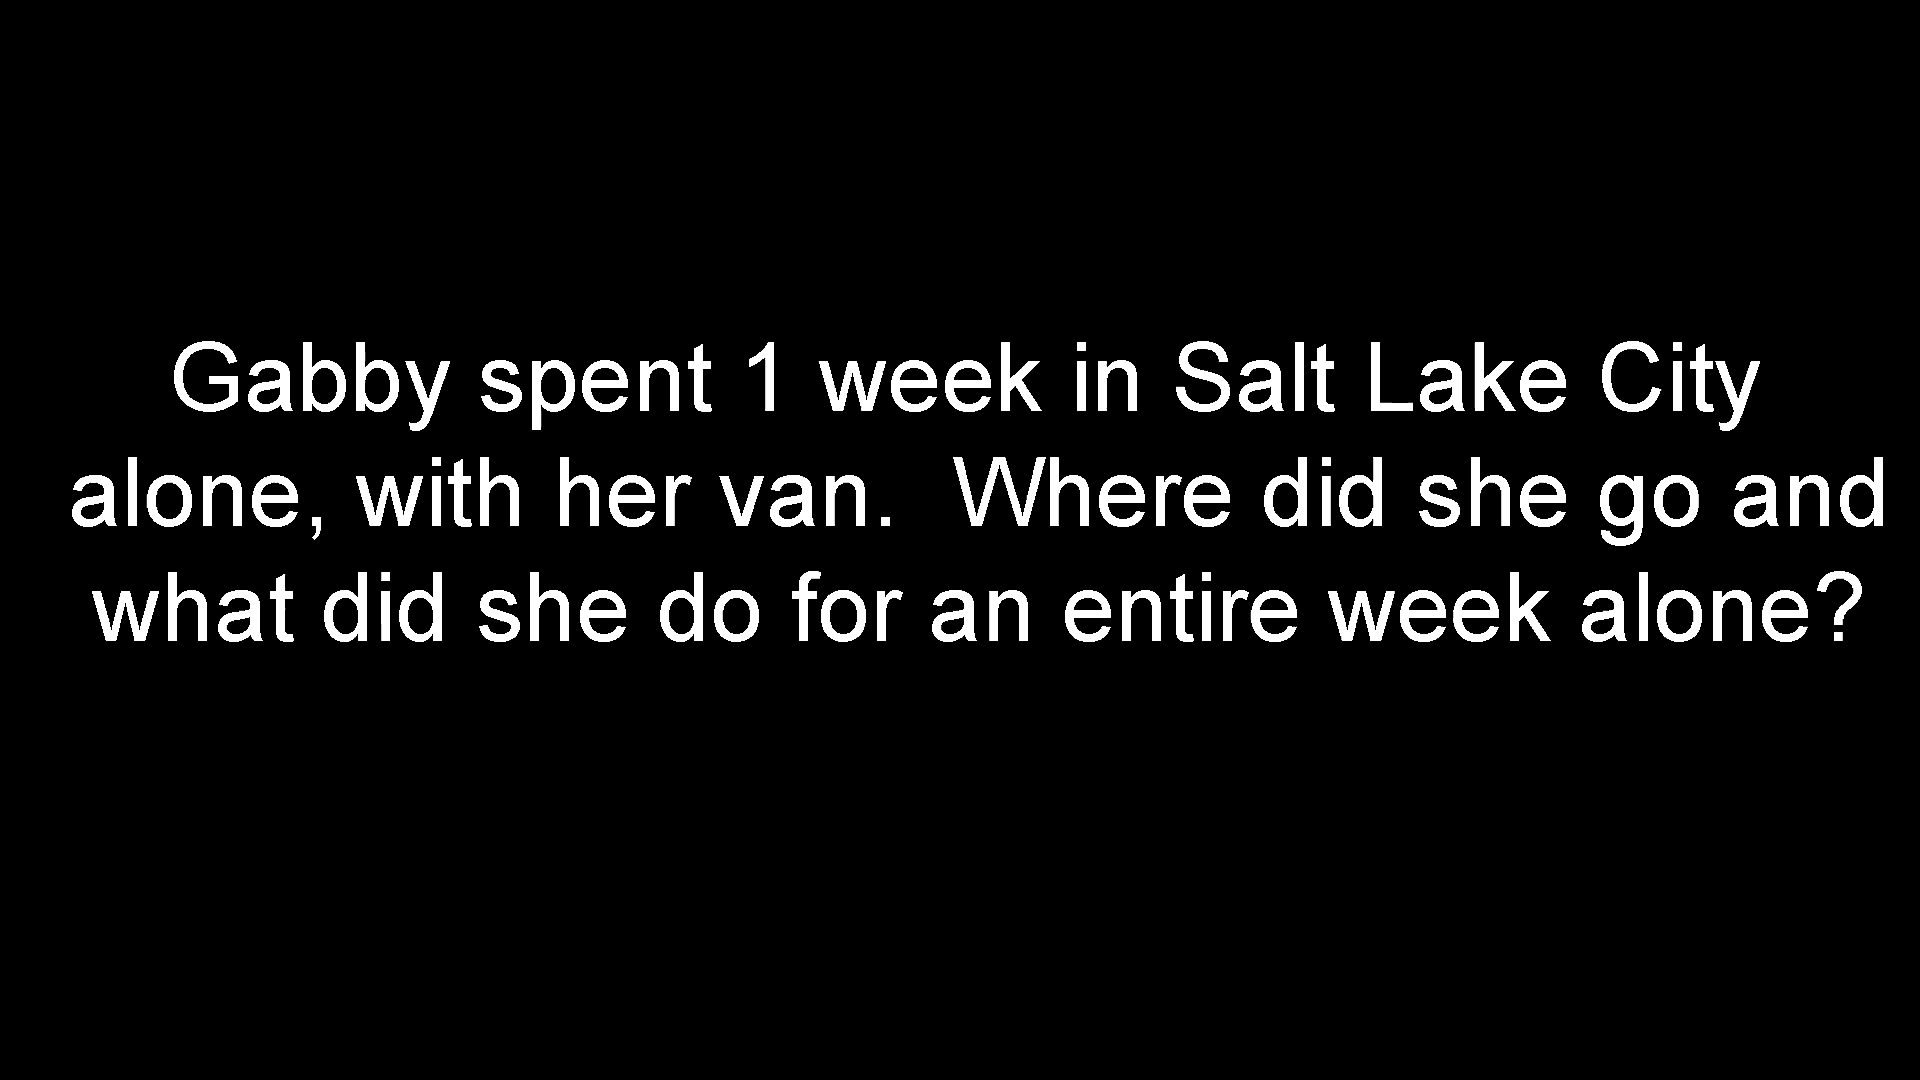 Gabby spent 1 week in Salt Lake City
alone, with her van.  Where did she go and
what did she do for an entire week alone?